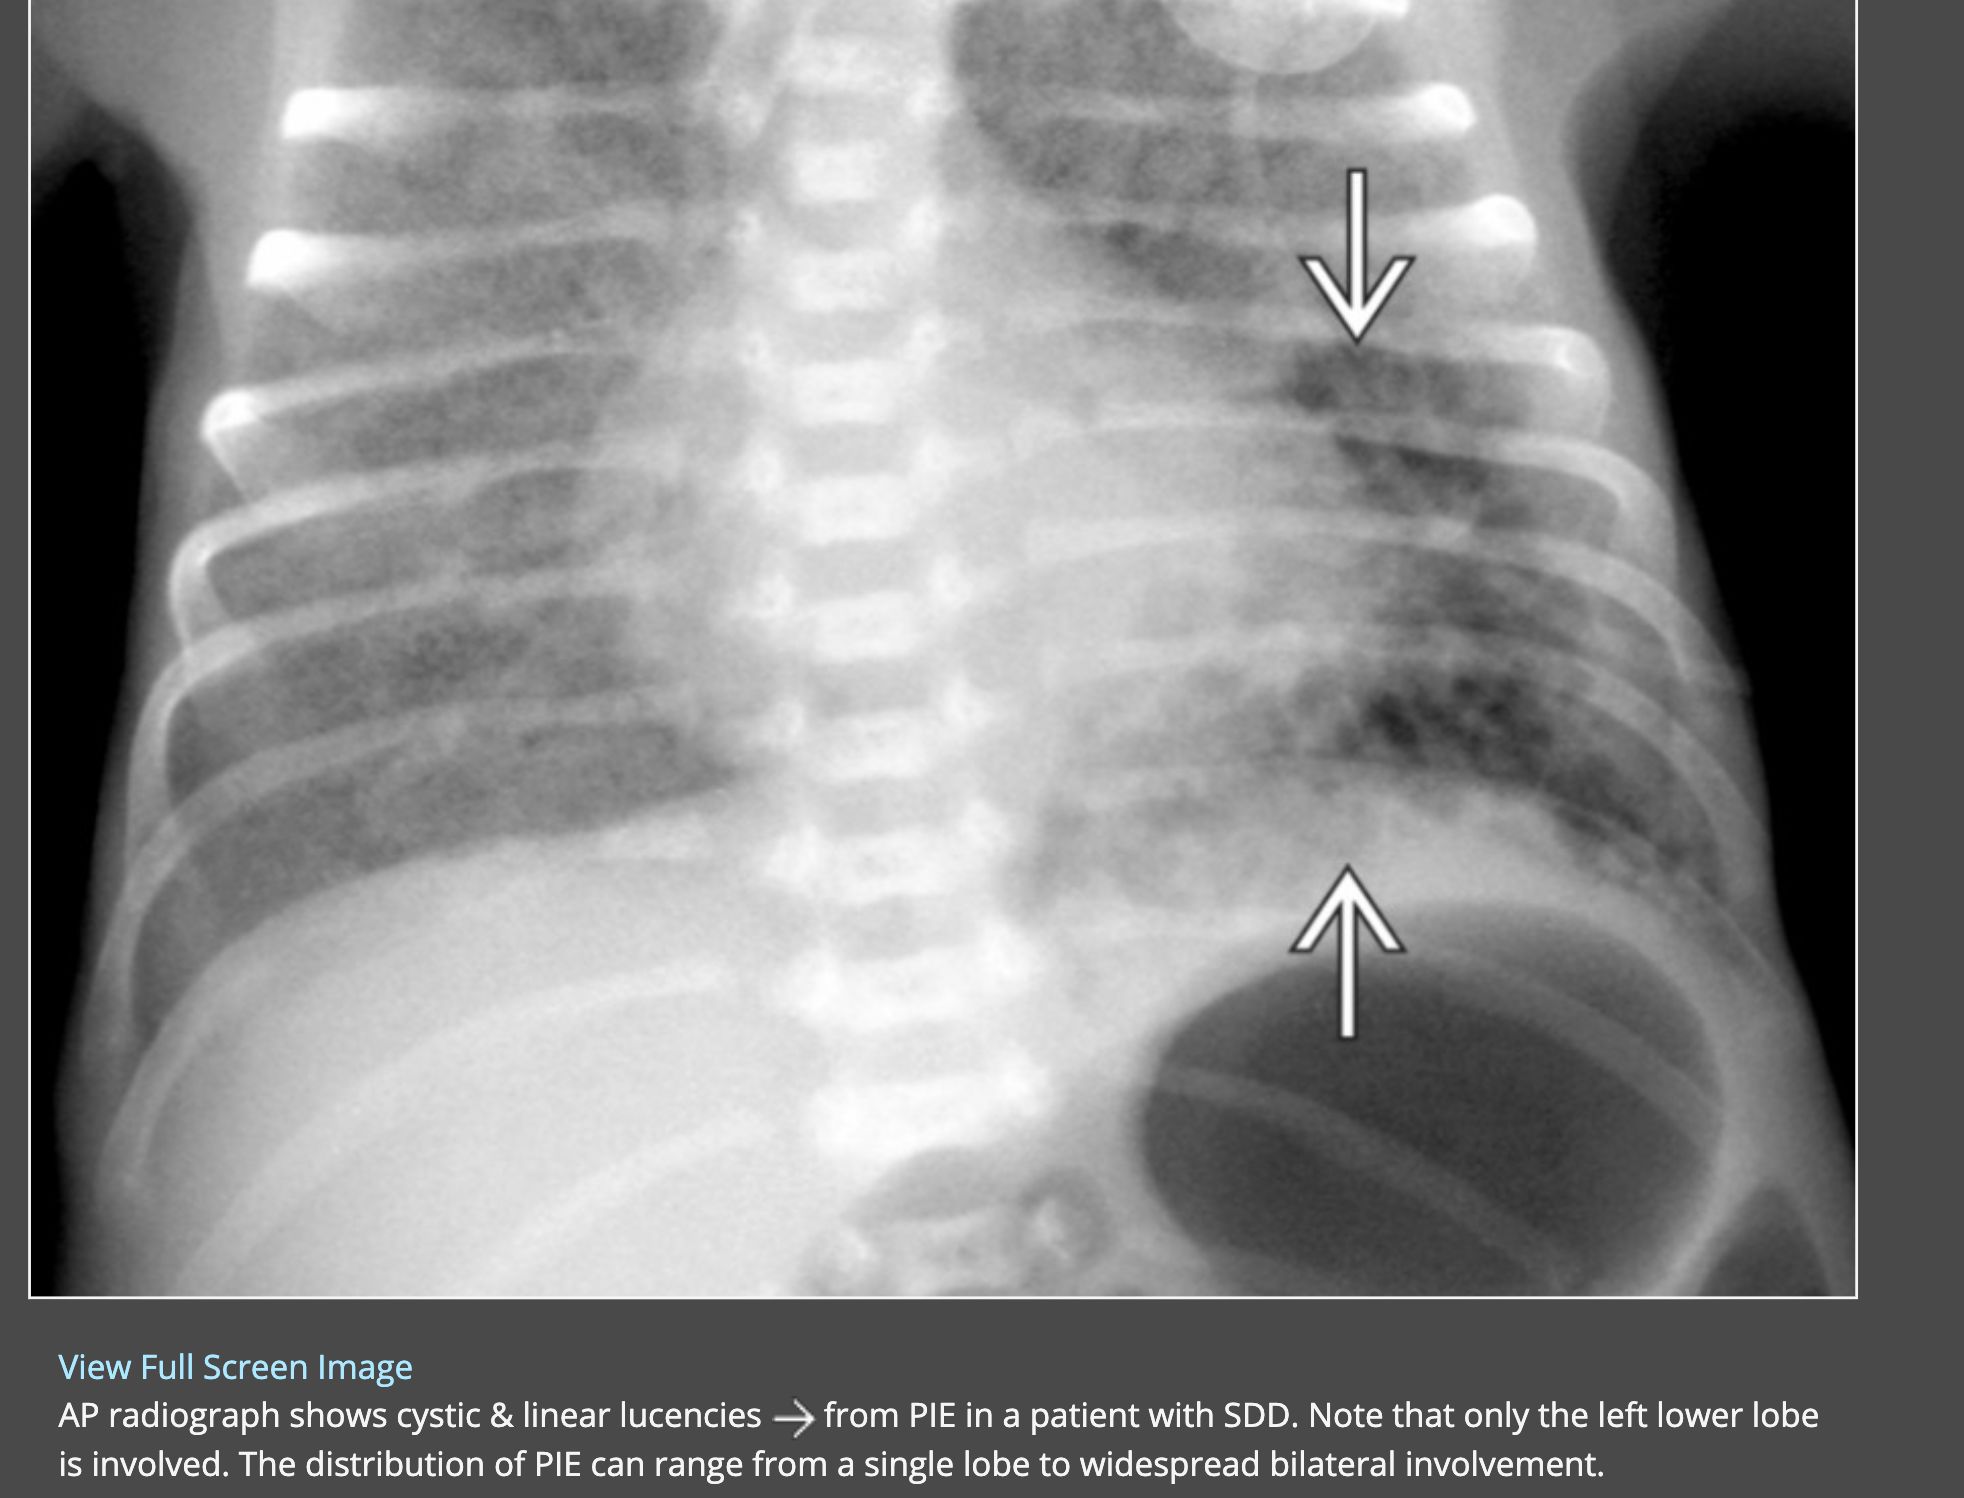 View Full Screen Image
AP radiograph shows cystic & linear lucencies → from PIE in a patient with SDD. Note that only the left lower lobe
is involved. The distribution of PIE can range from a single lobe to widespread bilateral involvement.